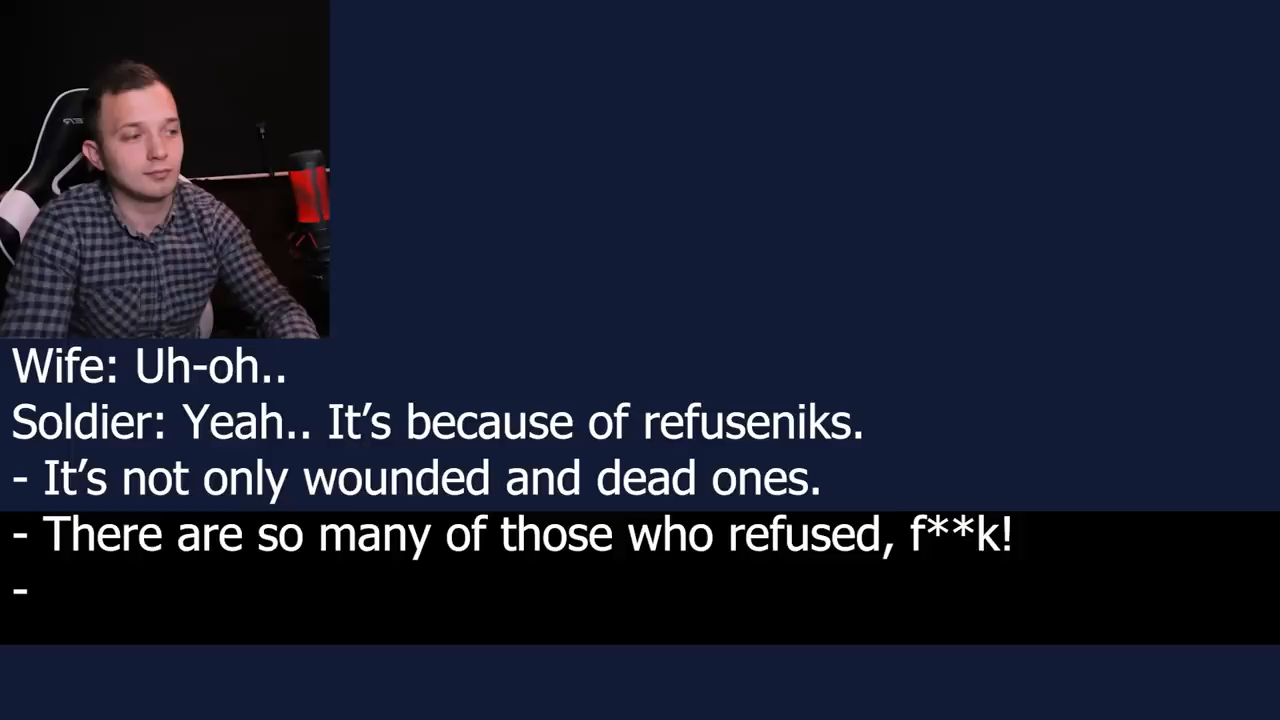 Wife: Uh-oh..
Soldier: Yeah.. It’s because of refuseniks.
- It’s not only wounded and dead ones.
- There are so many of those who refused, f**k!
-